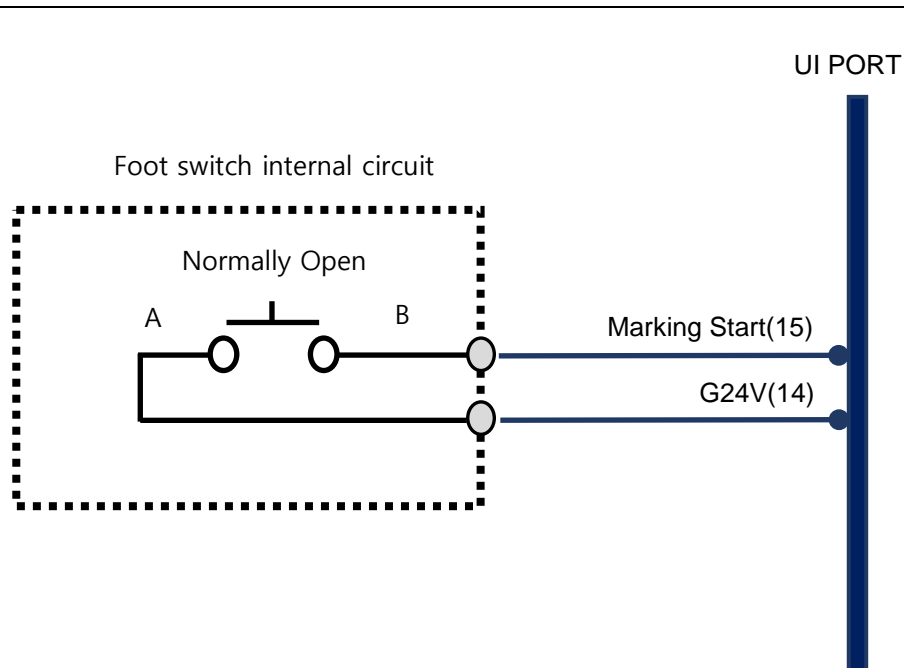 UI PORT
Foot switch internal circuit
Normally Open
A
B
Marking Start(15)
G24V(14)